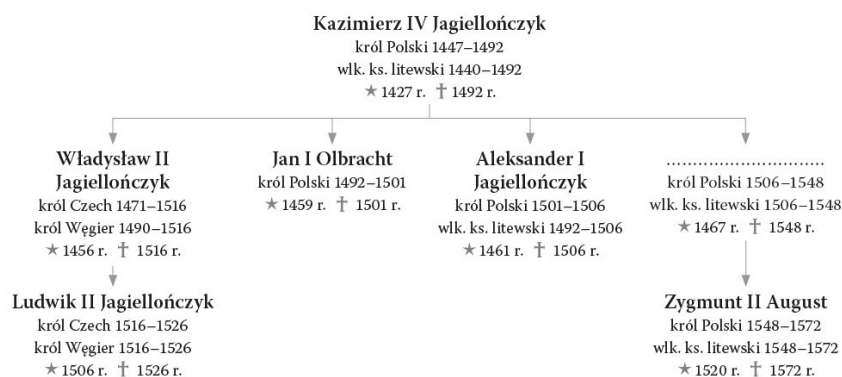 Kazimierz IV Jagiellończyk
król Polski 1447–1492
wlk. ks. litewski 1440–1492
★ 1427 r. † 1492 r.
Władysław II
Jagiellończyk
król Czech 1471–1516
król Węgier 1490–1516
★ 1456 r. † 1516 r.
Jan I Olbracht
król Polski 1492–1501
★ 1459 r. † 1501 r.
Aleksander I
Jagiellończyk
król Polski 1501–1506
wlk. ks. litewski 1492–1506
★ 1461 r. † 1506 r.
..............................
król Polski 1506–1548
wlk. ks. litewski 1506–1548
★ 1467 r. † 1548 r.
Ludwik II Jagiellończyk
król Czech 1516–1526
król Węgier 1516–1526
★ 1506 r. † 1526 r.
Zygmunt II August
król Polski 1548–1572
wlk. ks. litewski 1548–1572
★ 1520 r. † 1572 r.